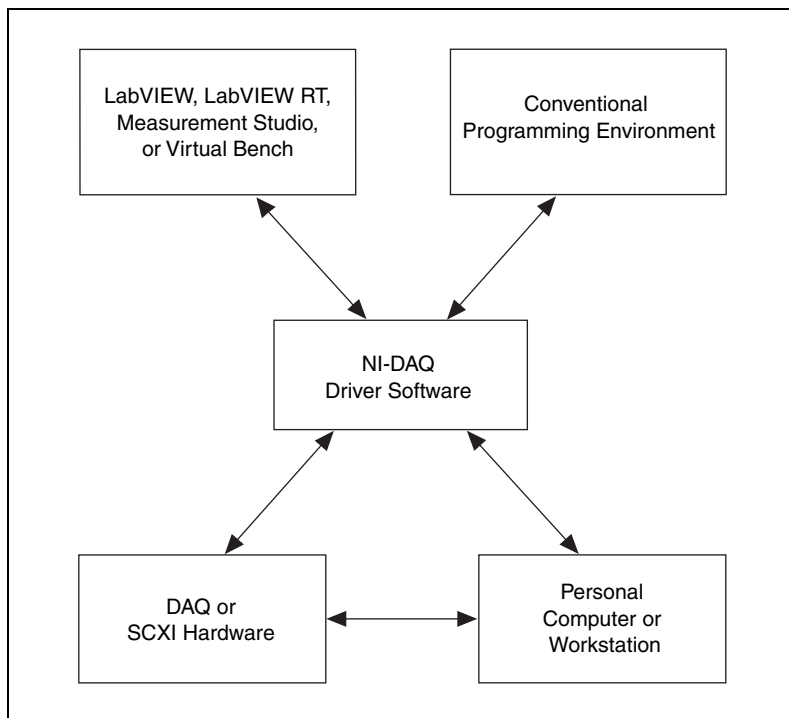 LabVIEW, LabVIEW RT,
Measurement Studio,
or Virtual Bench
Conventional
Programming Environment
NI-DAQ
Driver Software
DAQ or
SCXI Hardware
Personal
Computer or
Workstation